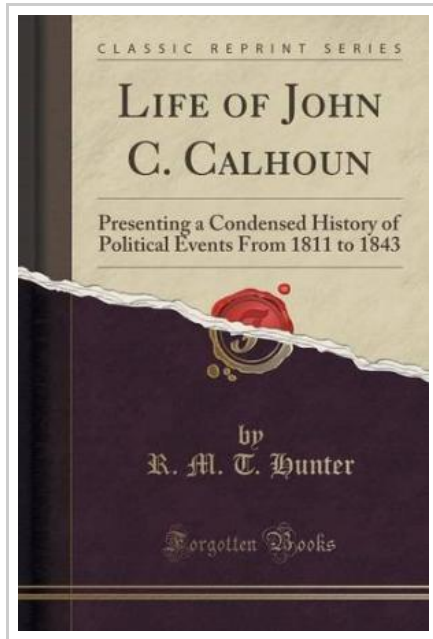 CLASSIC REPRINT SERIES
LIFE OF JOHN
C. CALHOUN
Presenting a Condensed History of
Political Events From 1811 to 1843
by
R. M. T. Hunter
Forgotten Books